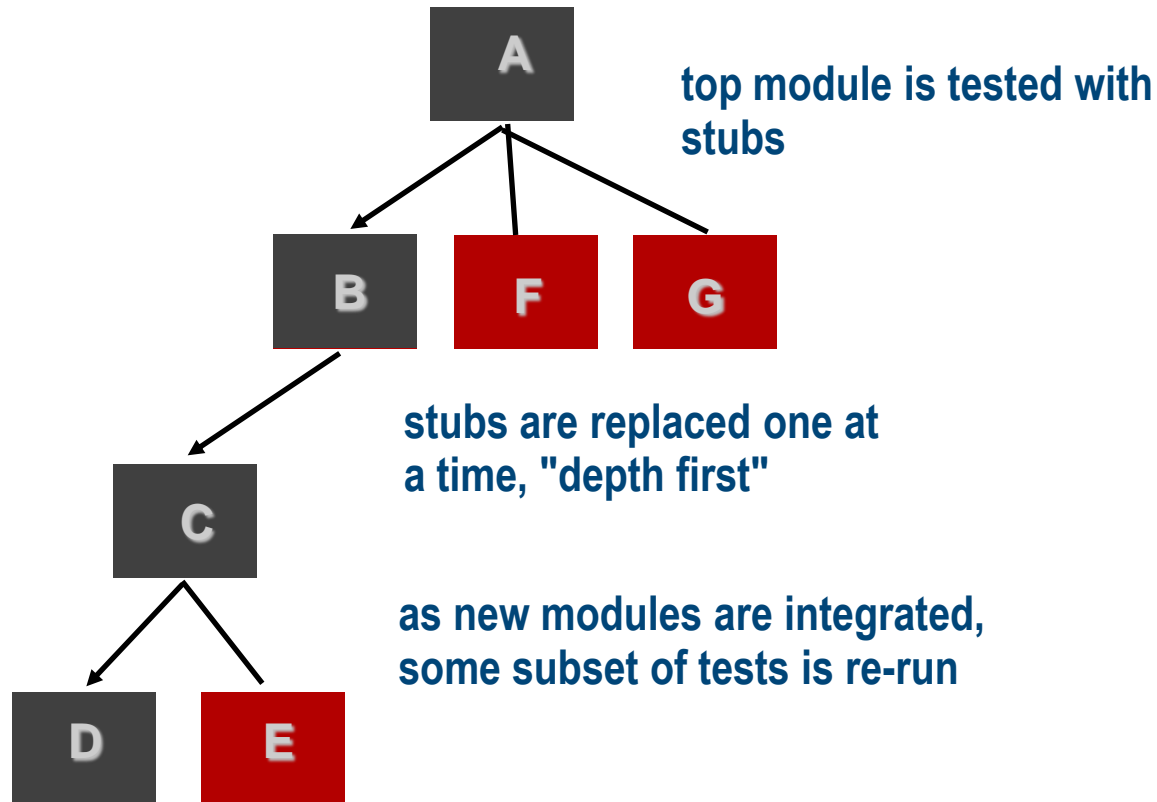 A
top module is tested with
stubs
B
F
G
stubs are replaced one at
a time, "depth first"
C
as new modules are integrated,
some subset of tests is re-run
D
E